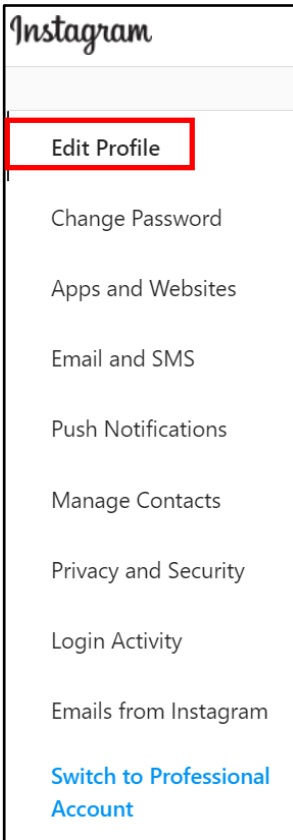 Instagram
Edit Profile
Change Password
Apps and Websites
Email and SMS
Push Notifications
Manage Contacts
Privacy and Security
Login Activity
Emails from Instagram
Switch to Professional
Account